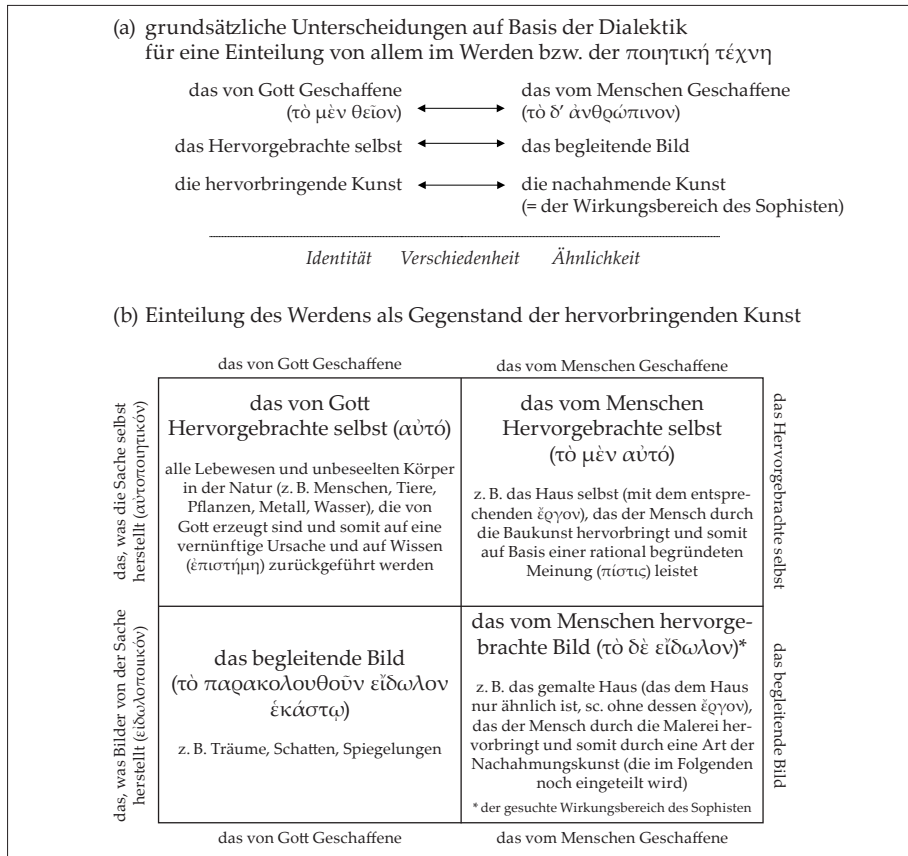 (a) grundsätzliche Unterscheidungen auf Basis der Dialektik
für eine Einteilung von allem im Werden bzw. der ποιητική τέχνη
das von Gott Geschaffene
(τὸ μὲν θεῖον)
das vom Menschen Geschaffene
(τὸ δ’ ἀνθρώπινον)
das Hervorgebrachte selbst
das begleitende Bild
die hervorbringende Kunst
die nachahmende Kunst
(= der Wirkungsbereich des Sophisten)
Identität Verschiedenheit Ähnlichkeit
(b) Einteilung des Werdens als Gegenstand der hervorbringenden Kunst
das von Gott Geschaffene
das vom Menschen Geschaffene
das, was die Sache selbst
herstellt (αὐτοποιητικόν)
das von Gott
Hervorgebrachte selbst (αὐτό)
alle Lebewesen und unbeseelten Körper
in der Natur (z. B. Menschen, Tiere,
Pflanzen, Metall, Wasser), die von
Gott erzeugt sind und somit auf eine
vernünftige Ursache und auf Wissen
(ἐπιστήμη) zurückgeführt werden
das vom Menschen
Hervorgebrachte selbst
(τὸ μὲν αὐτό)
z. B. das Haus selbst (mit dem entspre-
chenden ἔργον), das der Mensch durch
die Baukunst hervorbringt und somit
auf Basis einer rational begründeten
Meinung (πίστις) leistet
das Hervorgebrachte selbst
das, was Bilder von der Sache
herstellt (εἰδωλοποιικόν)
das begleitende Bild
(τὸ παρακολουθοῦν εἴδωλον
ἑκάστῳ)
z. B. Träume, Schatten, Spiegelungen
das vom Menschen hervorge-
brachte Bild (τὸ δὲ εἴδωλον)*
z. B. das gemalte Haus (das dem Haus
nur ähnlich ist, sc. ohne dessen ἔργον),
das der Mensch durch die Malerei her-
vorbringt und somit durch eine Art der
Nachahmungskunst (die im Folgenden
noch eingeteilt wird)
* der gesuchte Wirkungsbereich des Sophisten
das begleitende Bild
das von Gott Geschaffene
das vom Menschen Geschaffene